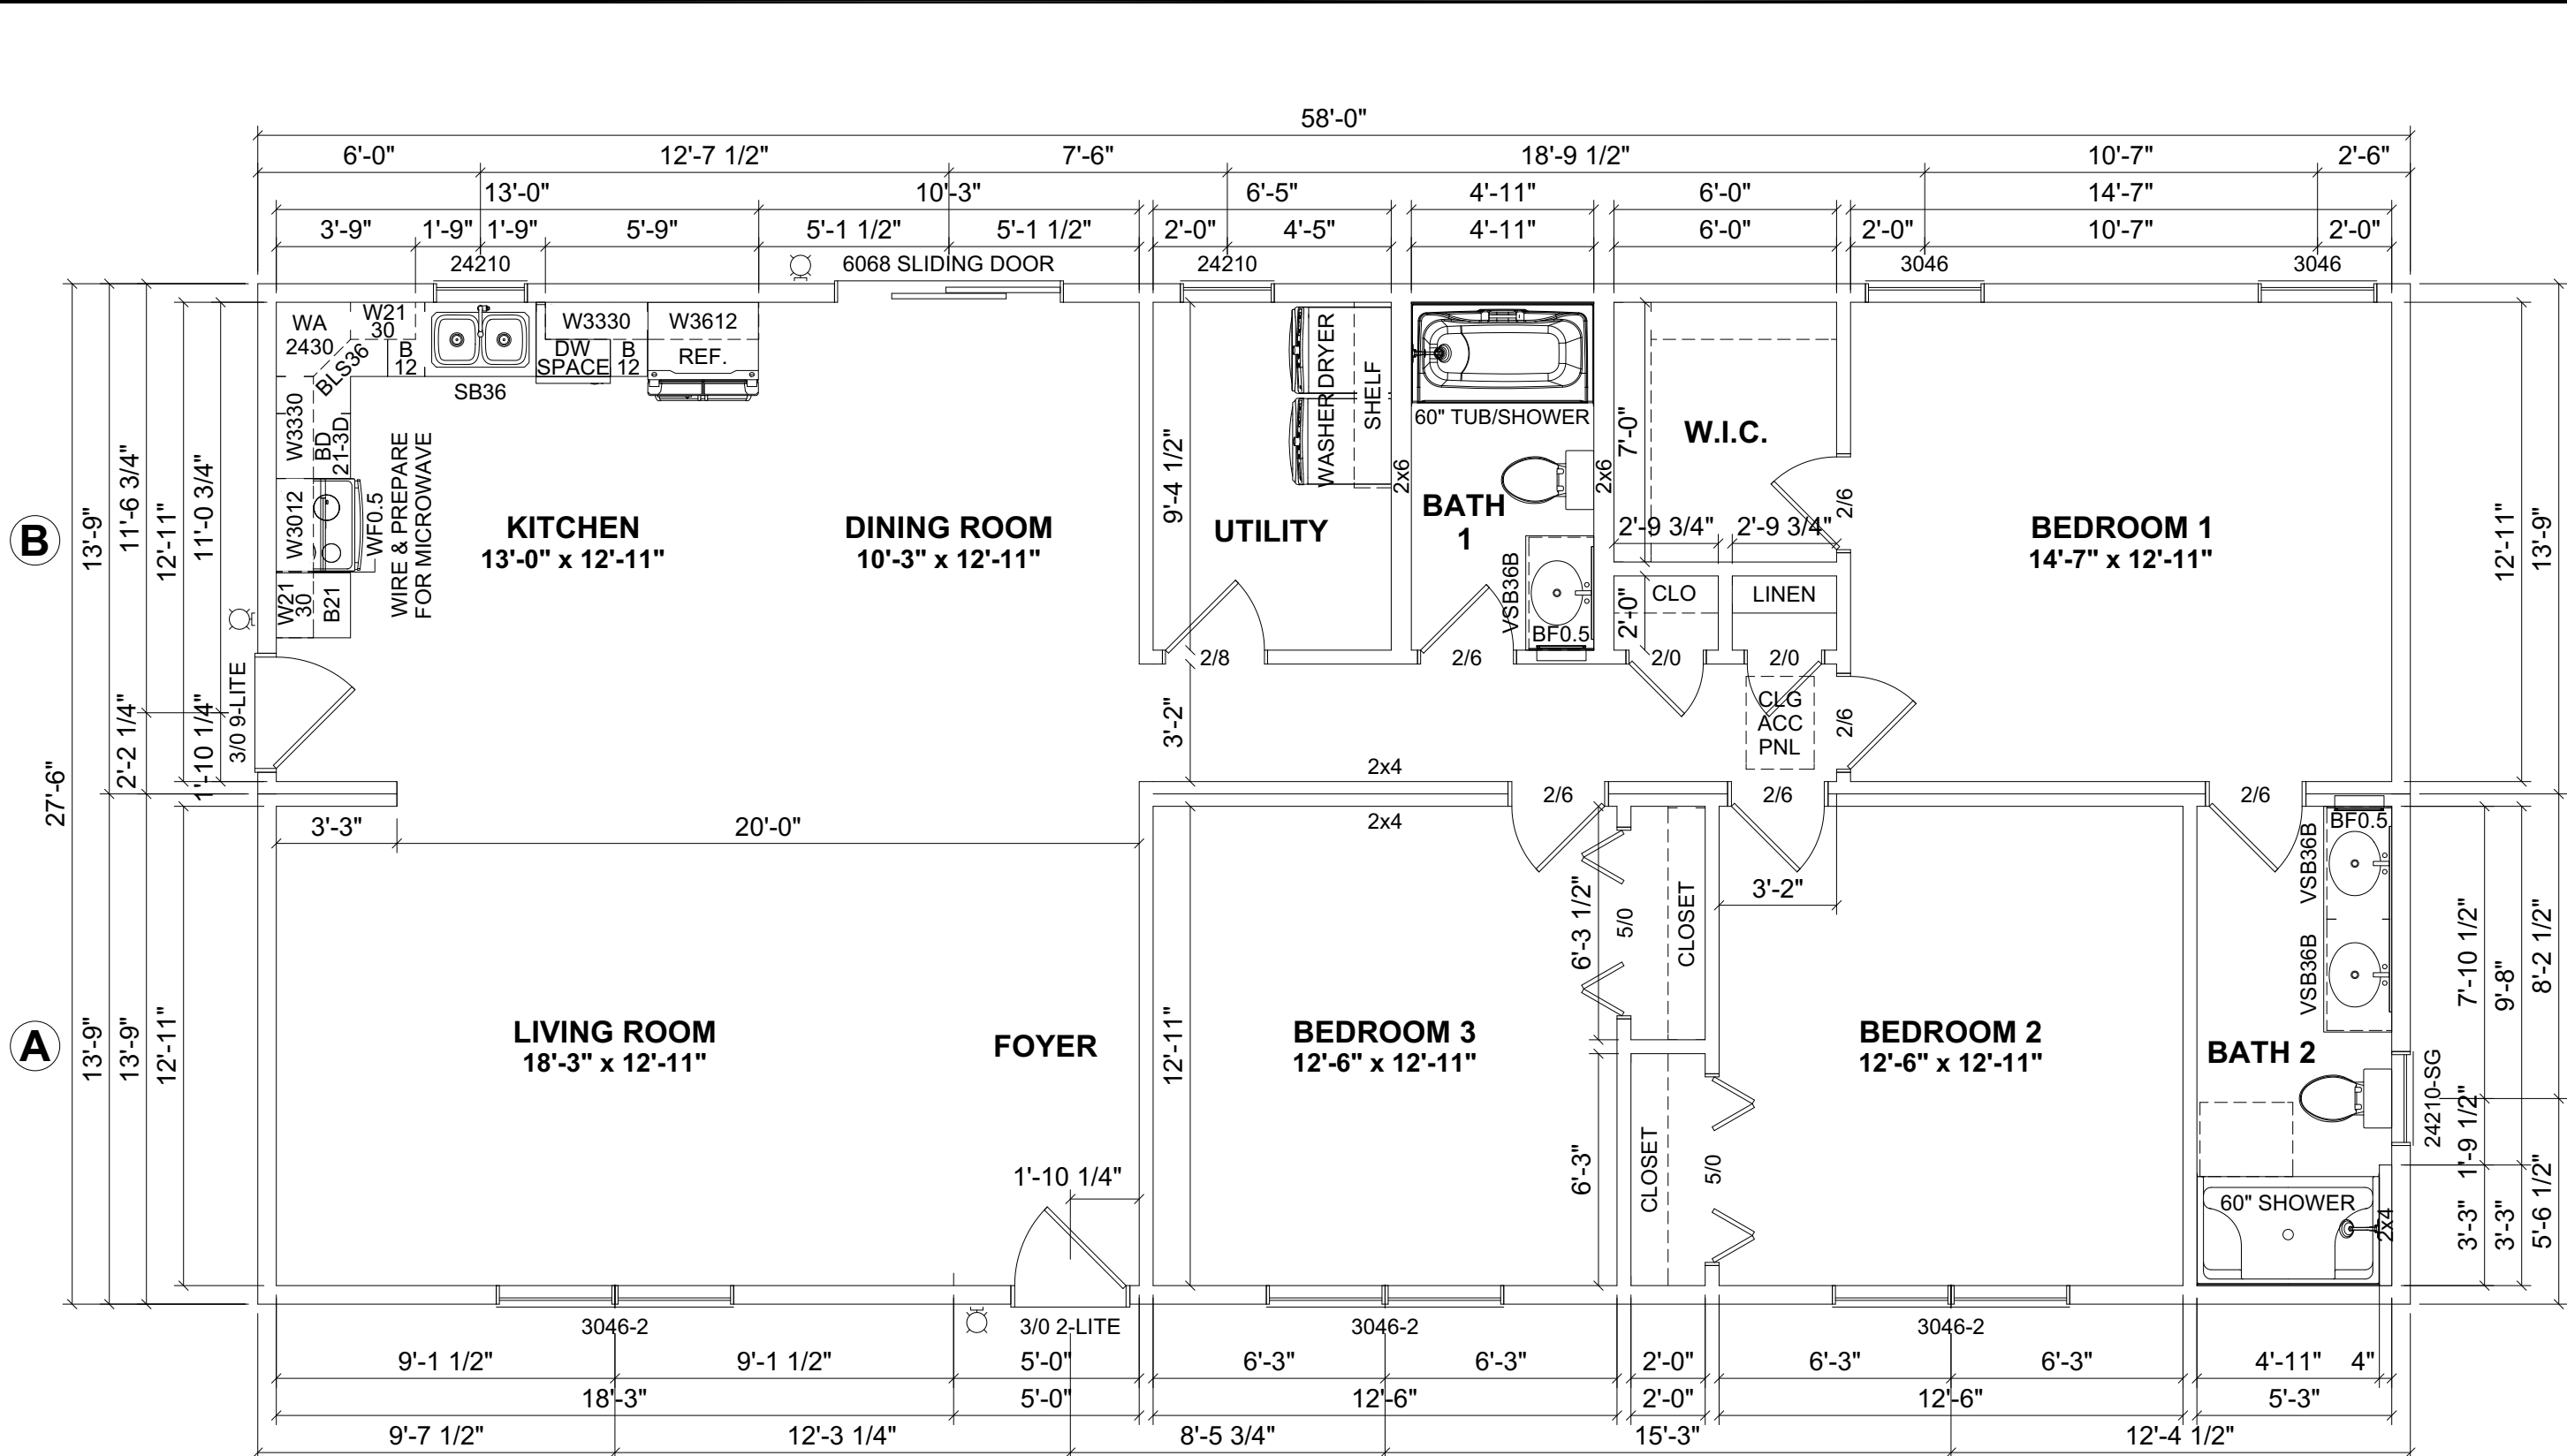 58'-0"
6'-0" 12'-7 1/2" 7'-6" 18'-9 1/2" 10'-7" 2'-6"
13'-0" 10'-3" 6'-5" 4'-11" 6'-0" 14'-7"
3'-9" 1'-9" 1'-9" 5'-9" 5'-1 1/2" 5'-1 1/2" 2'-0" 4'-5" 4'-11" 6'-0" 2'-0" 10'-7" 2'-0"
24210 6068 SLIDING DOOR 24210 3046 3046
WA
2430
W21
30
W3330
W3612
BLS36
B
12
DW
SPACE
B
12
REF.
SB36
W3330
BD
21-3D
W3012
WF0.5
WIRE & PREPARE
FOR MICROWAVE
W21
30
B21
WASHER
DRYER
SHELF
60" TUB/SHOWER
2x6
2x6
7'-0"
W.I.C.
9'-4 1/2"
KITCHEN
13'-0" x 12'-11"
DINING ROOM
10'-3" x 12'-11"
UTILITY
BATH
1
2'-9 3/4" 2'-9 3/4"
2/6
BEDROOM 1
14'-7" x 12'-11"
VSB36B
BF0.5
2'-0"
CLO
LINEN
2/8
2/6
2/0
2/0
CLG
ACC
PNL
2/6
3'-2"
B
27'-6"
13'-9"
11'-6 3/4"
2'-2 1/4"
12'-11"
11'-0 3/4"
1'-10 1/4"
3/0 9-LITE
12'-11"
13'-9"
2x4
2x4
2/6
2/6
2/6
3'-3" 20'-0"
3'-2"
A
13'-9"
13'-9"
12'-11"
LIVING ROOM
18'-3" x 12'-11"
FOYER
12'-11"
BEDROOM 3
12'-6" x 12'-11"
6'-3 1/2"
5/0
CLOSET
6'-3"
CLOSET
5/0
BEDROOM 2
12'-6" x 12'-11"
BATH 2
BF0.5
VSB36B
VSB36B
24210-SG
60" SHOWER
2x4
7'-10 1/2"
1'-9 1/2"
3'-3"
9'-8"
3'-3"
8'-2 1/2"
5'-6 1/2"
1'-10 1/4"
3046-2 3/0 2-LITE 3046-2 3046-2
9'-1 1/2" 9'-1 1/2" 5'-0" 6'-3" 6'-3" 2'-0" 6'-3" 6'-3" 4'-11" 4"
18'-3" 5'-0" 12'-6" 2'-0" 12'-6" 5'-3"
9'-7 1/2" 12'-3 1/4" 8'-5 3/4" 15'-3" 12'-4 1/2"